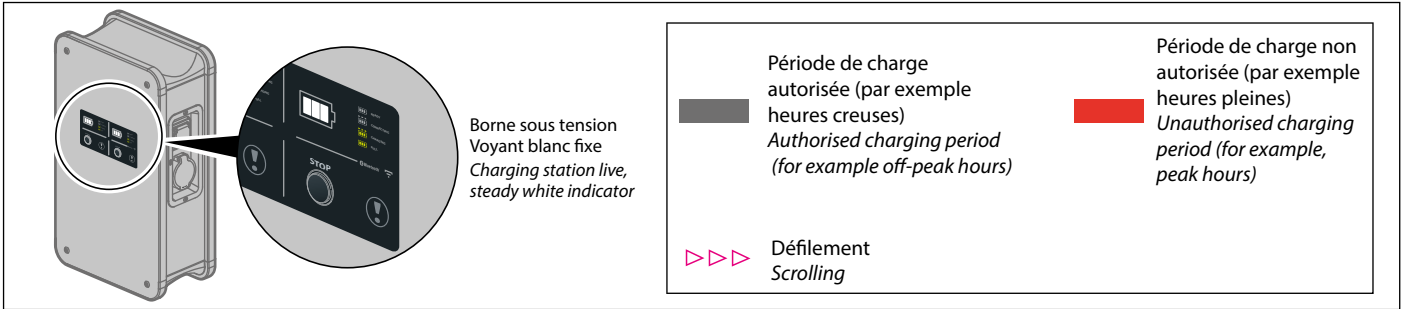 STOP
Bluetooth
Borne sous tension
Voyant blanc fixe
Charging station live,
steady white indicator
Période de charge
autorisée (par exemple
heures creuses)
Authorised charging period
(for example off-peak hours)
Période de charge non
autorisée (par exemple
heures pleines)
Unauthorised charging
period (for example,
peak hours)
Défilement
Scrolling